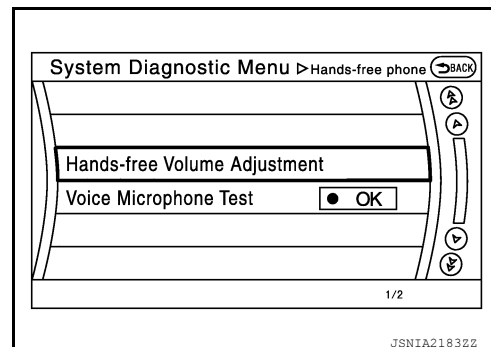 System Diagnostic Menu ▷Hands-free phone BACK
Hands-free Volume Adjustment
Voice Microphone Test ● OK
1/2
JSNIA2183ZZ